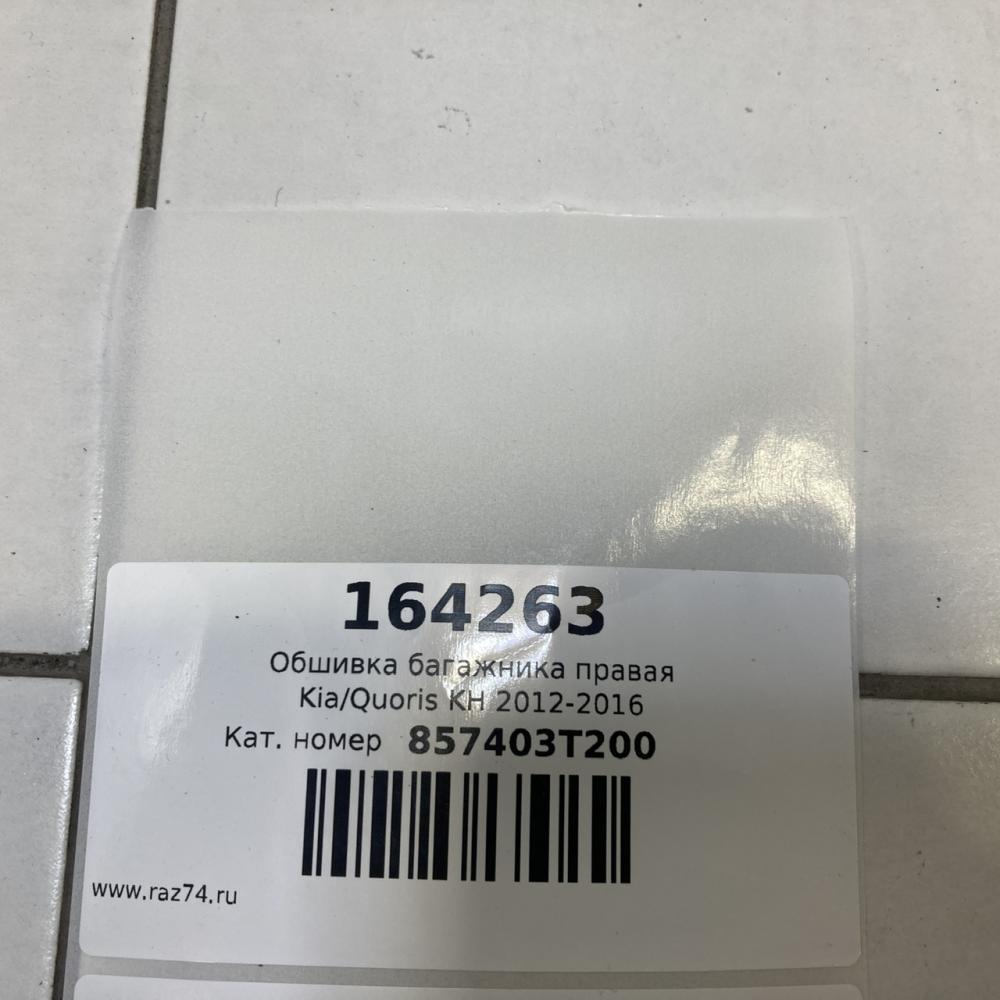 164263
Обшивка багажника правая
Kia/Quoris KH 2012-2016
Кат. номер 857403T200
www.raz74.ru